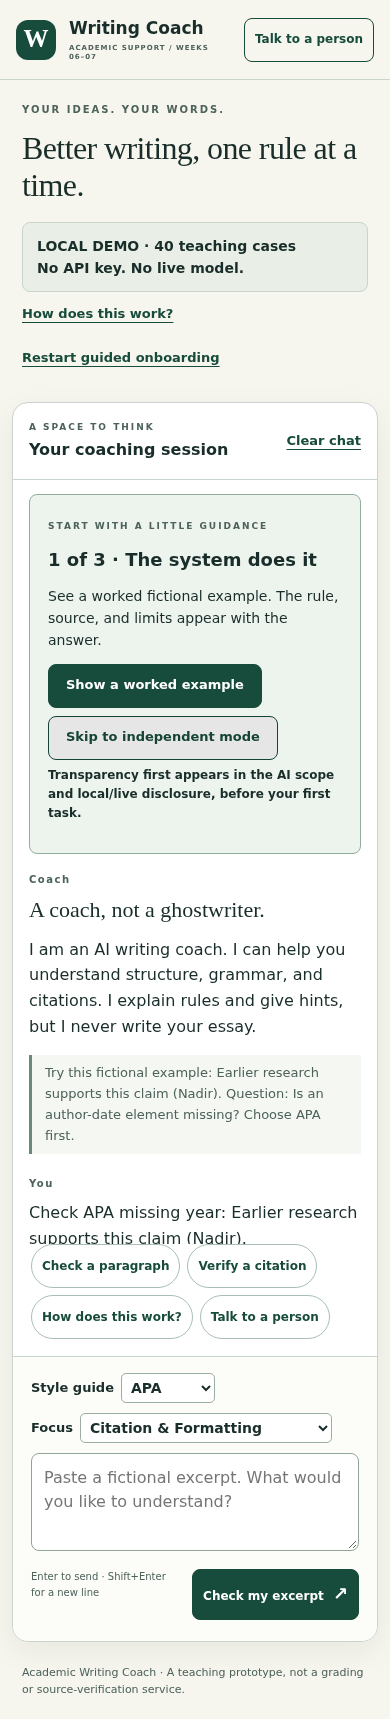 W
Writing Coach
ACADEMIC SUPPORT / WEEKS
06–07
Talk to a person
YOUR IDEAS. YOUR WORDS.
Better writing, one rule at a
time.
LOCAL DEMO · 40 teaching cases
No API key. No live model.
How does this work?
Restart guided onboarding
A SPACE TO THINK
Your coaching session
Clear chat
START WITH A LITTLE GUIDANCE
1 of 3 · The system does it
See a worked fictional example. The rule,
source, and limits appear with the
answer.
Show a worked example
Skip to independent mode
Transparency first appears in the AI scope
and local/live disclosure, before your first
task.
Coach
A coach, not a ghostwriter.
I am an AI writing coach. I can help you
understand structure, grammar, and
citations. I explain rules and give hints,
but I never write your essay.
Try this fictional example: Earlier research
supports this claim (Nadir). Question: Is an
author-date element missing? Choose APA
first.
You
Check APA missing year: Earlier research
supports this claim (Nadir).
Check a paragraph
Verify a citation
How does this work?
Talk to a person
Style guide APA
Focus Citation & Formatting
Paste a fictional excerpt. What would
you like to understand?
Enter to send · Shift+Enter
for a new line
Check my excerpt ↗
Academic Writing Coach · A teaching prototype, not a grading
or source-verification service.